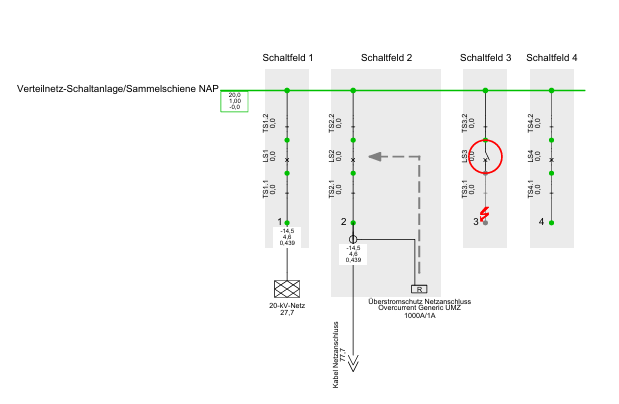 Schaltfeld 1
Schaltfeld 2
Schaltfeld 3
Schaltfeld 4
Verteilnetz-Schaltanlage/Sammelschiene NAP
20,0
1,00
-0,0
TS1.2
0,0
LS1
0,0
TS1.1
0,0
1
-14,5
4,6
0,439
20-kV-Netz
27,7
TS2.2
0,0
LS2
0,0
TS2.1
0,0
2
-14,5
4,6
0,439
R
Überstromschutz Netzanschluss
Overcurrent Generic UMZ
1000A/1A
Kabel Netzanschluss
77,7
TS3.2
0,0
LS3
0,0
TS3.1
0,0
3
TS4.2
0,0
LS4
0,0
TS4.1
0,0
4